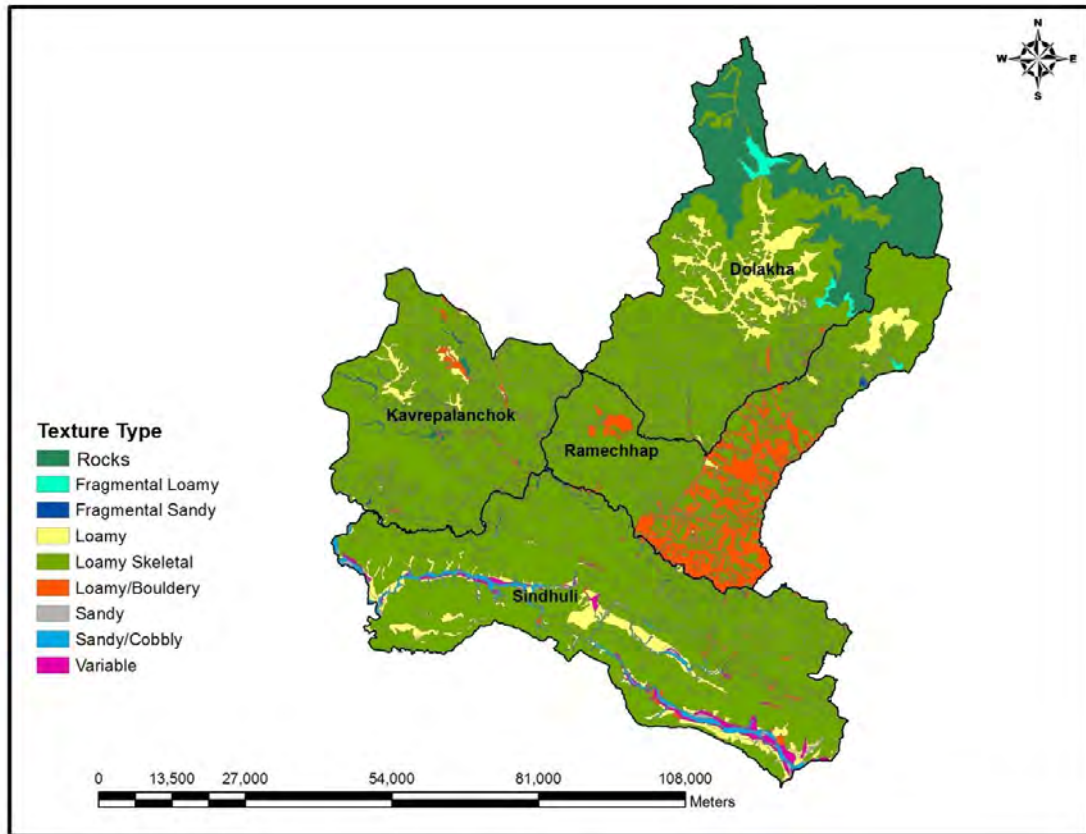 N
W E
S
Dolakha
Kavrepalanchok
Ramechhap
Sindhuli
Texture Type
Rocks
Fragmental Loamy
Fragmental Sandy
Loamy
Loamy Skeletal
Loamy/Bouldery
Sandy
Sandy/Cobbly
Variable
0 13,500 27,000 54,000 81,000 108,000
Meters